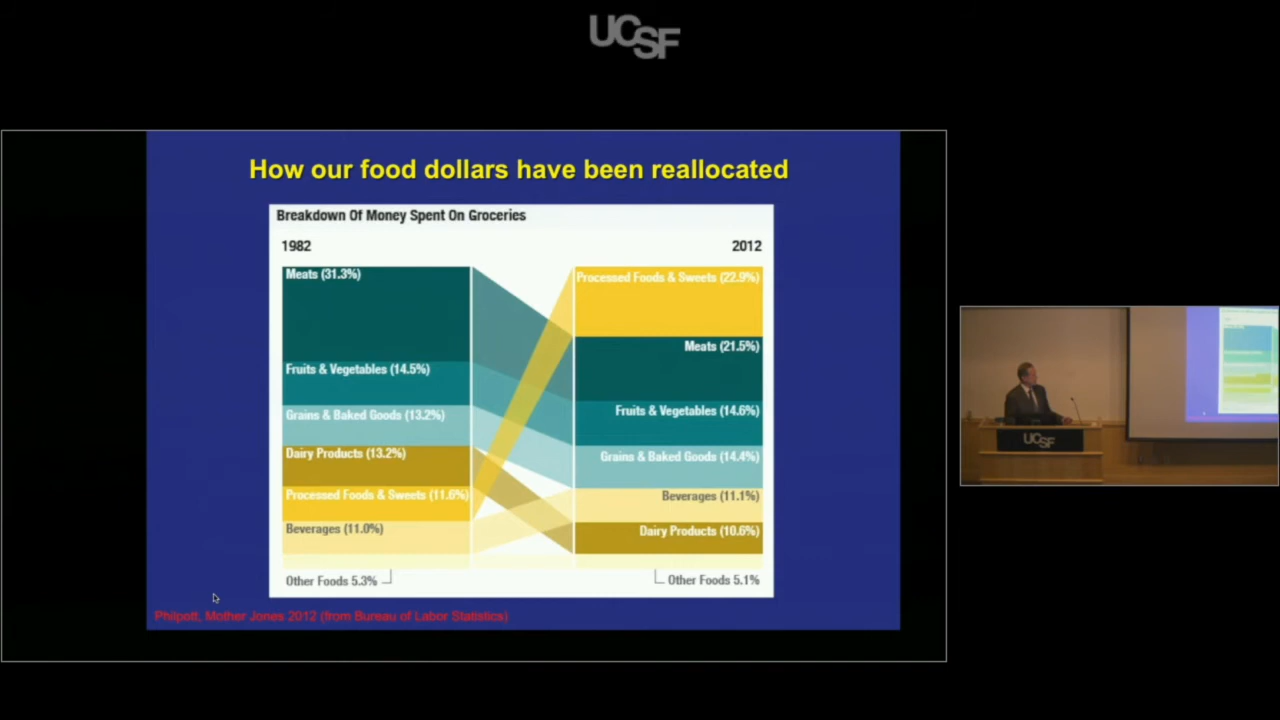 UCSF
How our food dollars have been reallocated
Breakdown Of Money Spent On Groceries
1982
2012
Meats (31.3%)
Fruits & Vegetables (14.5%)
Grains & Baked Goods (13.2%)
Dairy Products (13.2%)
Processed Foods & Sweets (11.6%)
Beverages (11.0%)
Other Foods 5.3%
Processed Foods & Sweets (22.9%)
Meats (21.5%)
Fruits & Vegetables (14.6%)
Grains & Baked Goods (14.4%)
Beverages (11.1%)
Dairy Products (10.6%)
Other Foods 5.1%
Philpott, Mother Jones 2012 (from Bureau of Labor Statistics)
UCSF